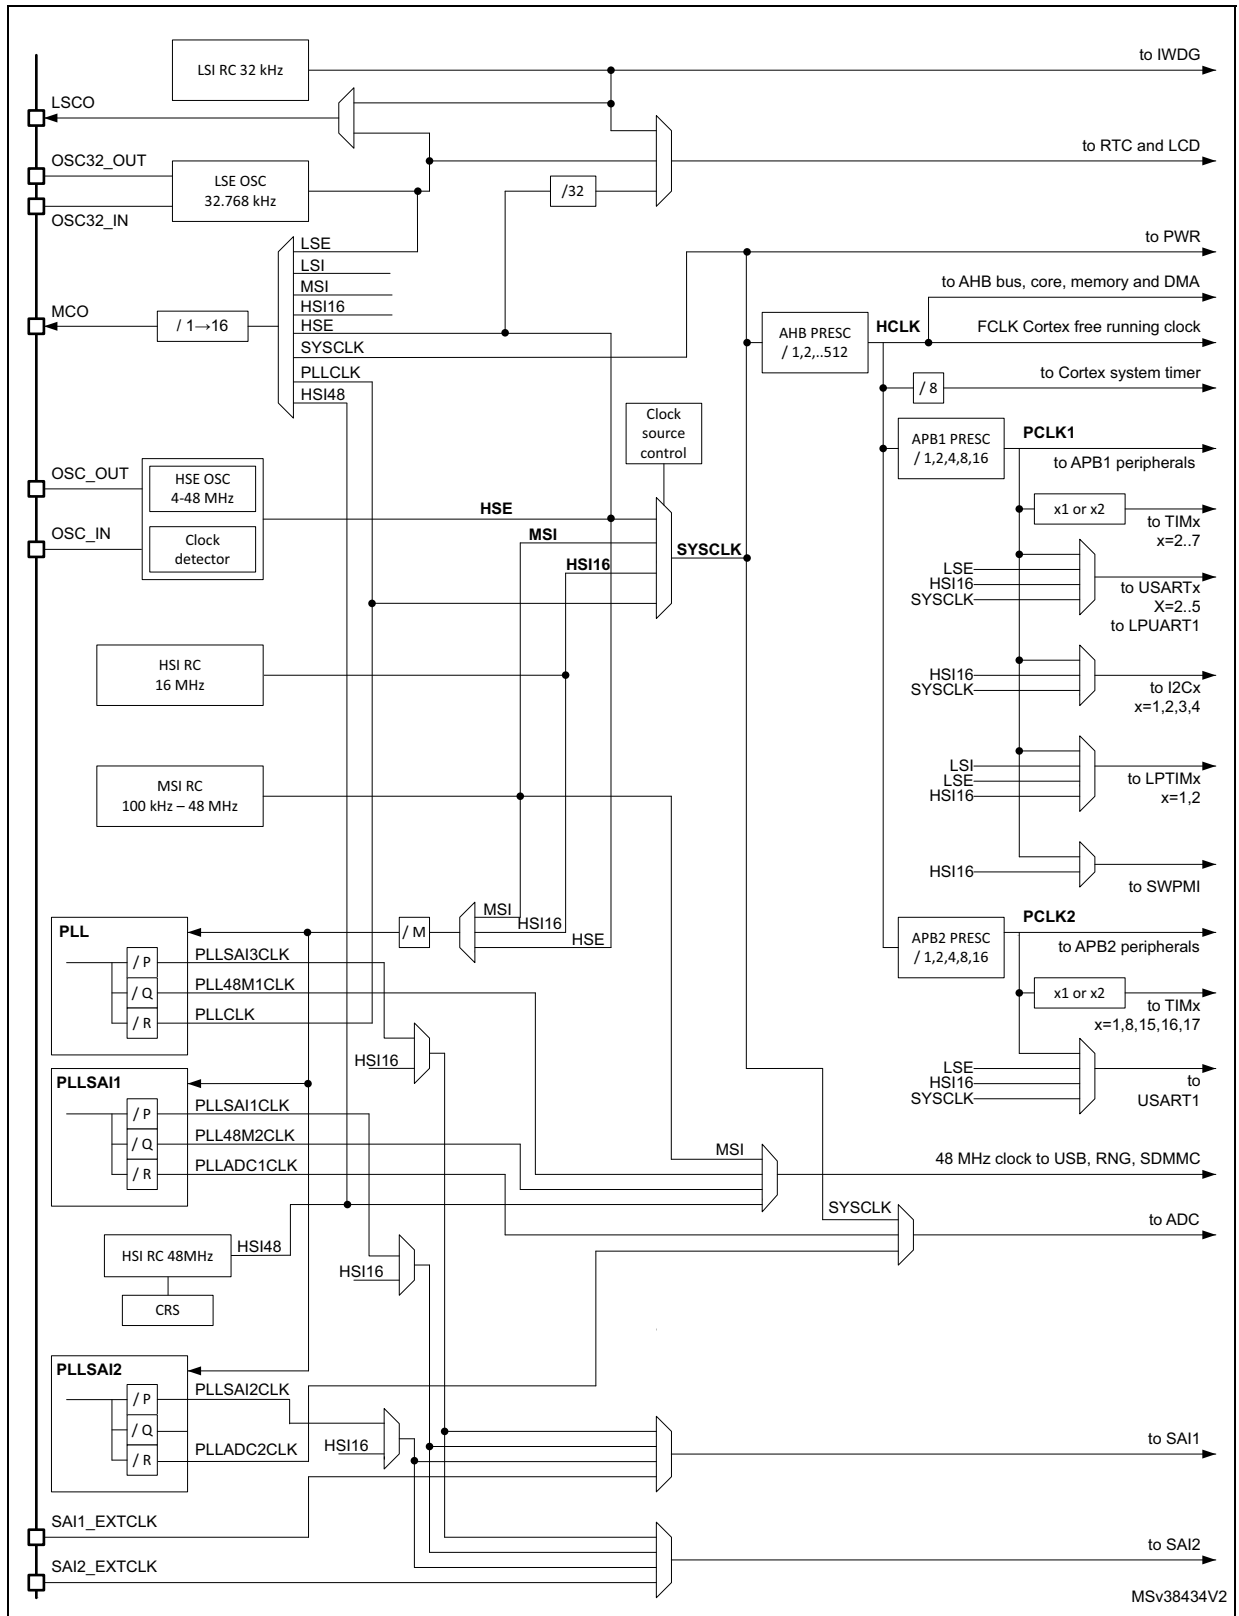 LSI RC 32 kHz
to IWDG
LSCO
to RTC and LCD
OSC32_OUT
LSE OSC
32.768 kHz
/32
OSC32_IN
LSE
to PWR
LSI
to AHB bus, core, memory and DMA
MSI
HSI16
MCO
/ 1→16
HSE
AHB PRESC
/ 1,2,..512
HCLK
FCLK Cortex free running clock
SYSCLK
PLLCLK
to Cortex system timer
/ 8
HSI48
Clock
source
control
APB1 PRESC
/ 1,2,4,8,16
PCLK1
to APB1 peripherals
OSC_OUT
HSE OSC
4-48 MHz
HSE
x1 or x2
to TIMx
x=2..7
OSC_IN
Clock
detector
MSI
SYSCLK
HSI16
LSE
HSI16
SYSCLK
to USARTx
X=2..5
to LPUART1
HSI RC
16 MHz
HSI16
SYSCLK
to I2Cx
x=1,2,3,4
MSI RC
100 kHz – 48 MHz
LSI
LSE
HSI16
to LPTIMx
x=1,2
HSI16
to SWPMI
MSI
HSI16
HSE
/ M
PLL
PCLK2
APB2 PRESC
/ 1,2,4,8,16
to APB2 peripherals
/ P
PLLSAI3CLK
/ Q
PLL48M1CLK
/ R
PLLCLK
x1 or x2
to TIMx
x=1,8,15,16,17
HSI16
PLLSAI1
LSE
HSI16
SYSCLK
to
USART1
/ P
PLLSAI1CLK
/ Q
PLL48M2CLK
/ R
PLLADC1CLK
MSI
48 MHz clock to USB, RNG, SDMMC
SYSCLK
to ADC
HSI RC 48MHz
HSI48
HSI16
CRS
PLLSAI2
/ P
PLLSAI2CLK
/ Q
/ R
PLLADC2CLK
HSI16
to SAI1
SAI1_EXTCLK
to SAI2
SAI2_EXTCLK
MSv38434V2